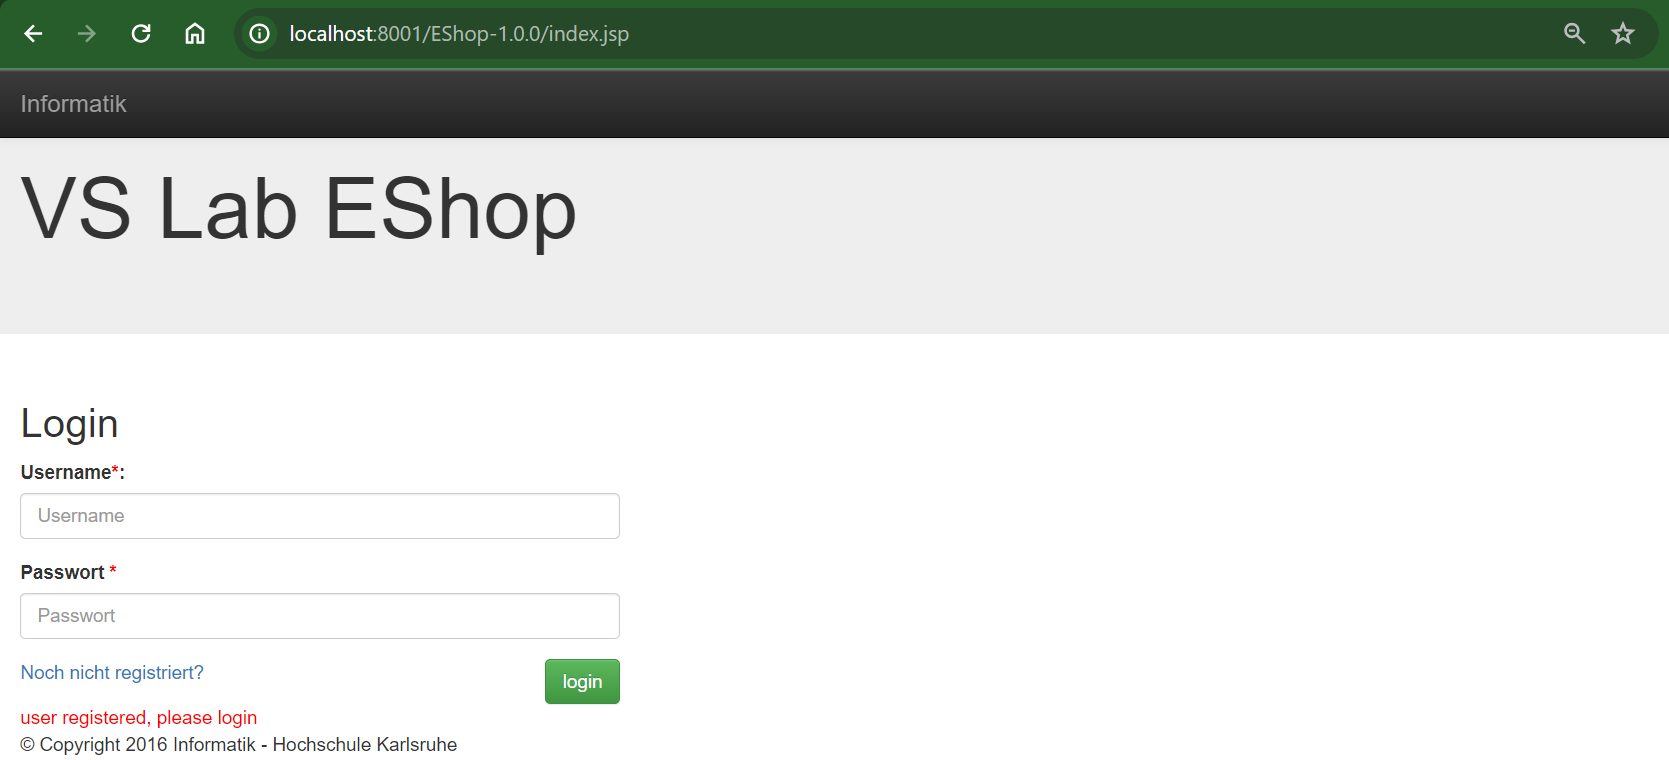 localhost:8001/EShop-1.0.0/index.jsp
Informatik
VS Lab EShop
Login
Username*:
Username
Passwort *
Passwort
Noch nicht registriert?
login
user registered, please login
© Copyright 2016 Informatik - Hochschule Karlsruhe